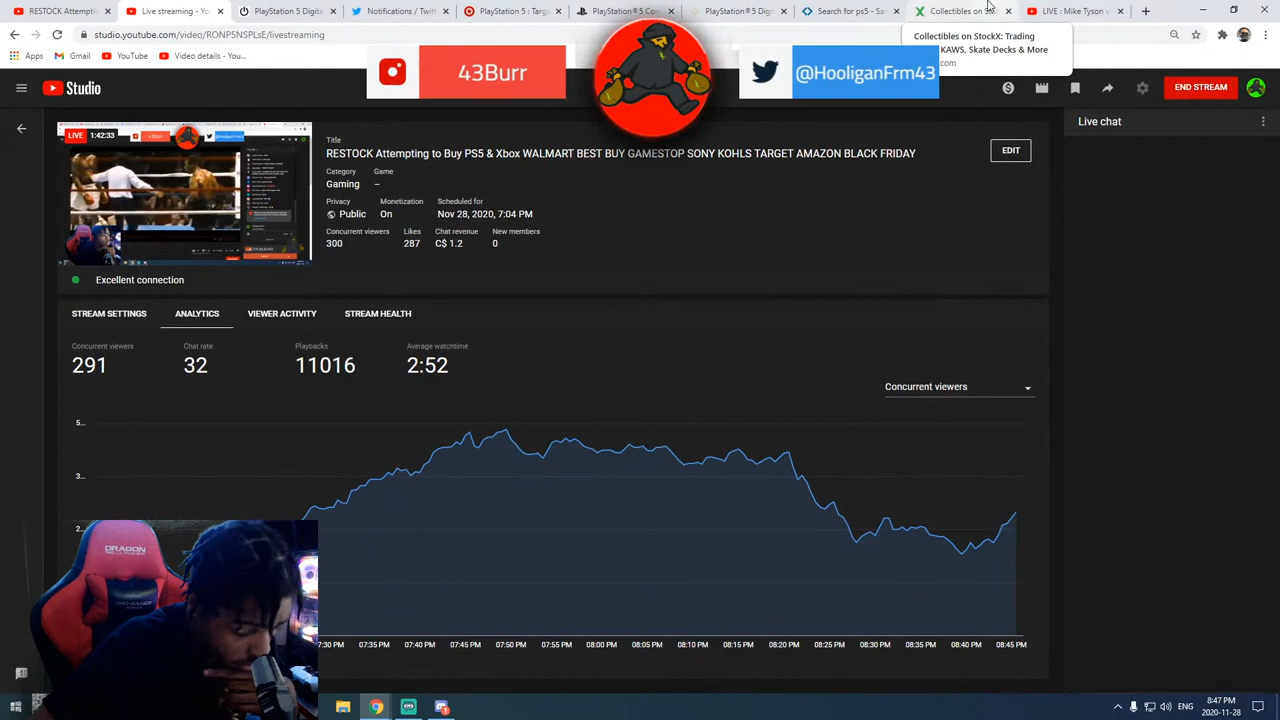 RESTOCK Attempting
Live streaming - Yo
PlayStation 5 Digita
Notifications / Twit
PlayStation 5 : Targe
PlayStation®5 Digit
PlayStation®5 Digita
Search for ps5 - Sa
Collectibles on
LIVE : Mike Tyson v
studio.youtube.com/video/RONP5NSPLsE/livestreaming
Apps
Gmail
YouTube
Video details - You...
Collectibles on StockX: Trading
KAWS, Skate Decks & More
com
43Burr
@HooliganFrm43
Studio
END STREAM
Live chat
LIVE 1:42:33
Title
RESTOCK Attempting to Buy PS5 & Xbox WALMART BEST BUY GAMESTOP SONY KOHLS TARGET AMAZON BLACK FRIDAY
EDIT
Category Game
Gaming –
Privacy Monetization Scheduled for
Public On Nov 28, 2020, 7:04 PM
Concurrent viewers Likes Chat revenue New members
300 287 C$ 1.2 0
Excellent connection
STREAM SETTINGS ANALYTICS VIEWER ACTIVITY STREAM HEALTH
Concurrent viewers Chat rate Playbacks Average watchtime
291 32 11016 2:52
Concurrent viewers
5...
3...
2...
:30 PM 07:35 PM 07:40 PM 07:45 PM 07:50 PM 07:55 PM 08:00 PM 08:05 PM 08:10 PM 08:15 PM 08:20 PM 08:25 PM 08:30 PM 08:35 PM 08:40 PM 08:45 PM
DRAGON
ENG
8:47 PM
2020-11-28